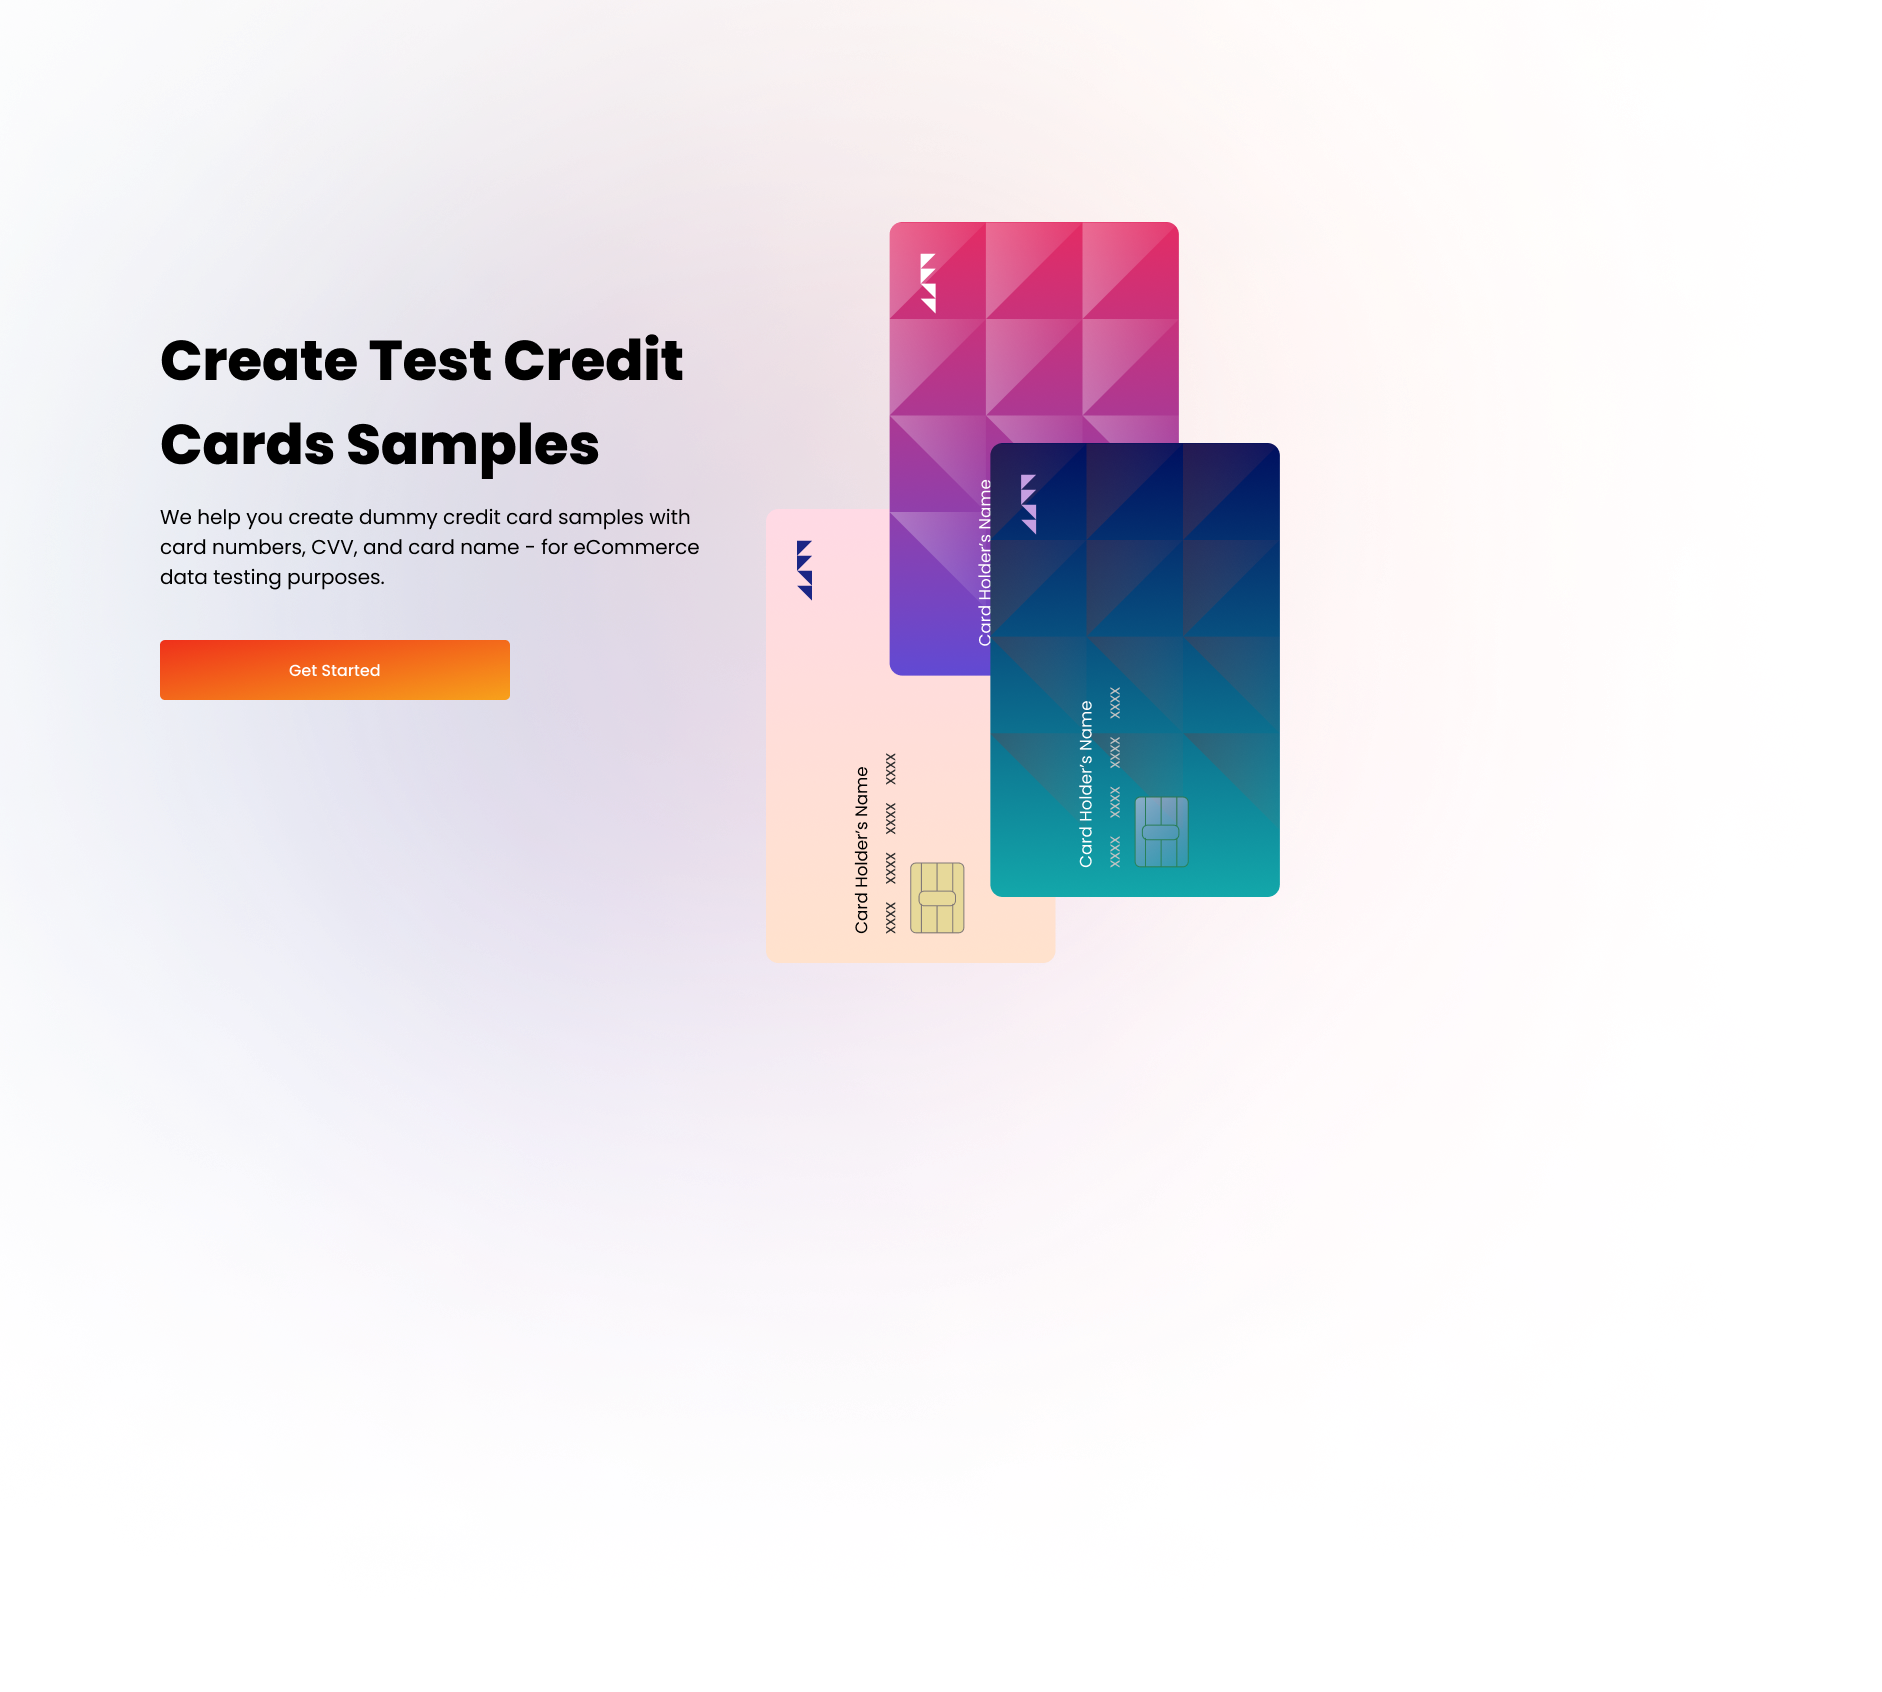 Create Test Credit
Cards Samples
We help you create dummy credit card samples with
card numbers, CVV, and card name - for eCommerce
data testing purposes.
Get Started
Card Holder's Name
Card Holder's Name
XXXX XXXX XXXX XXXX
Card Holder's Name
XXXX XXXX XXXX XXXX